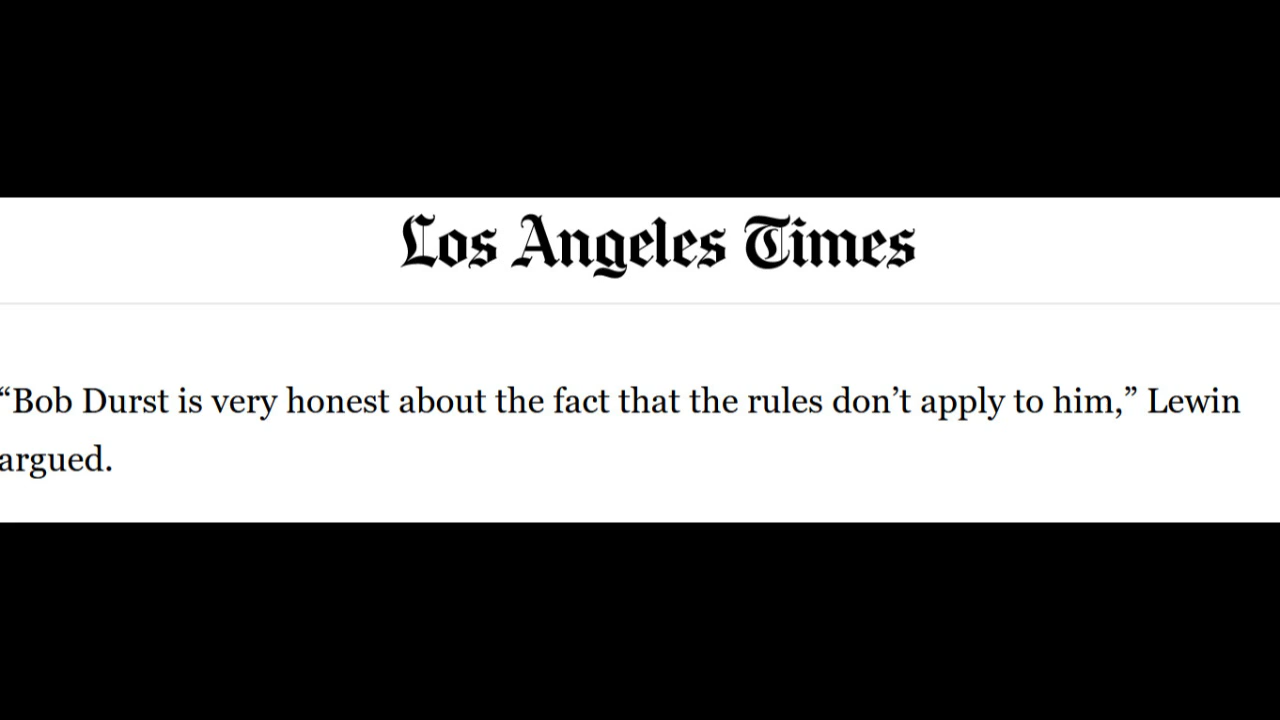 Los Angeles Times
“Bob Durst is very honest about the fact that the rules don’t apply to him,” Lewin
argued.